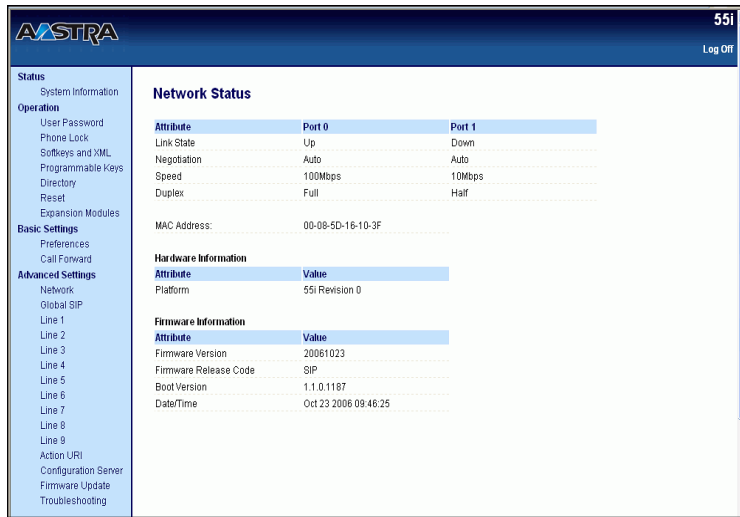 AASTRA
55i
Log Off
Status
System Information
Operation
User Password
Phone Lock
Softkeys and XML
Programmable Keys
Directory
Reset
Expansion Modules
Basic Settings
Preferences
Call Forward
Advanced Settings
Network
Global SIP
Line 1
Line 2
Line 3
Line 4
Line 5
Line 6
Line 7
Line 8
Line 9
Action URI
Configuration Server
Firmware Update
Troubleshooting
Network Status
Attribute Port 0 Port 1
Link State Up Down
Negotiation Auto Auto
Speed 100Mbps 10Mbps
Duplex Full Half
MAC Address: 00-08-5D-16-10-3F
Hardware Information
Attribute Value
Platform 55i Revision 0
Firmware Information
Attribute Value
Firmware Version 20061023
Firmware Release Code SIP
Boot Version 1.1.0.1187
Date/Time Oct 23 2006 09:46:25